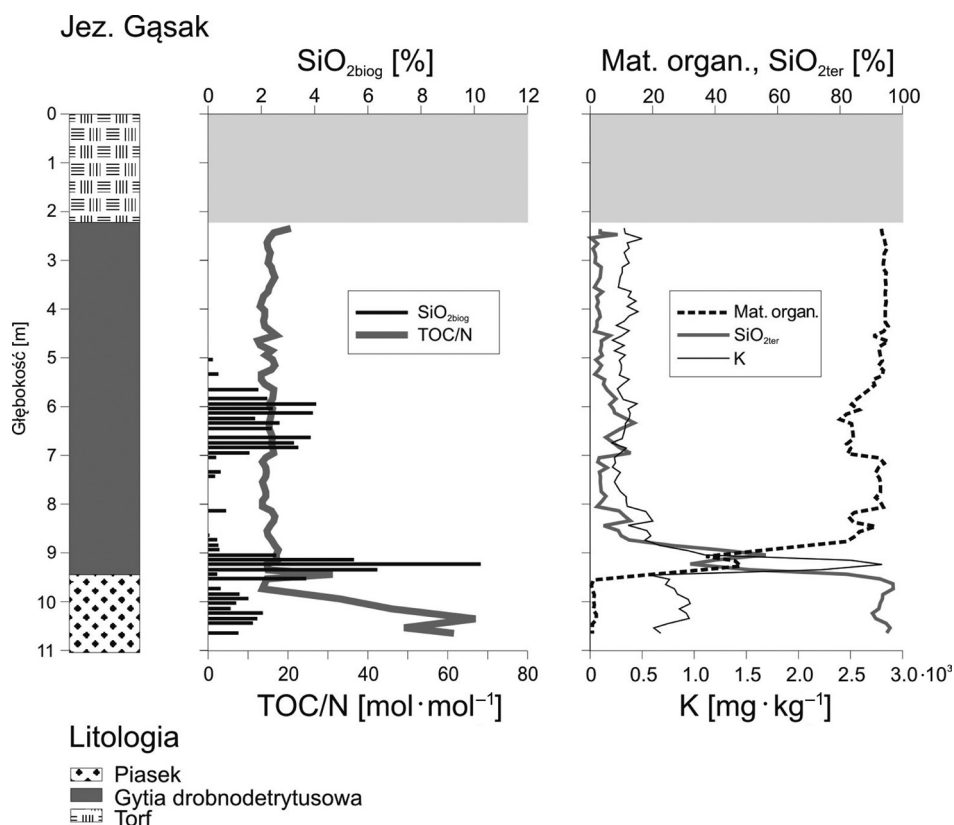 Jez. Gąsak
SiO2biog [%]
Mat. organ., SiO2ter [%]
0 2 4 6 8 10 12
0 20 40 60 80 100
Głębokość [m]
0
1
2
3
4
5
6
7
8
9
10
11
SiO2biog
TOC/N
Mat. organ.
SiO2ter
K
0 20 40 60 80
0 0.5 1.0 1.5 2.0 2.5 3.0 ·10³
TOC/N [mol·mol⁻¹]
K [mg·kg⁻¹]
Litologia
Piasek
Gytia drobnodetrytusowa
Torf